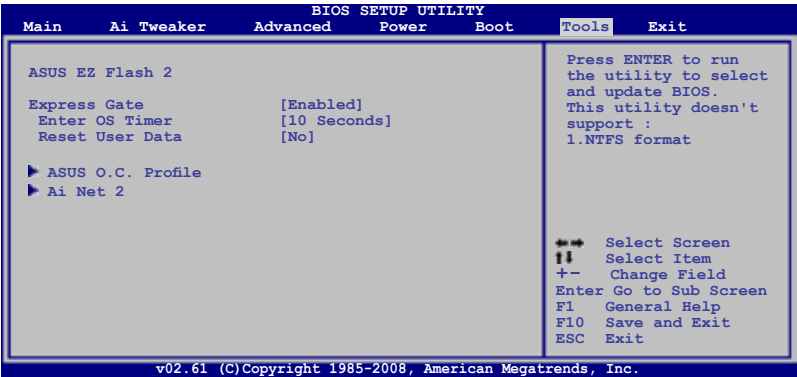 BIOS SETUP UTILITY
Main Ai Tweaker Advanced Power Boot Tools Exit
ASUS EZ Flash 2
Express Gate [Enabled]
Enter OS Timer [10 Seconds]
Reset User Data [No]
ASUS O.C. Profile
Ai Net 2
Press ENTER to run
the utility to select
and update BIOS.
This utility doesn't
support :
1.NTFS format
Select Screen
Select Item
+- Change Field
Enter Go to Sub Screen
F1 General Help
F10 Save and Exit
ESC Exit
v02.61 (C)Copyright 1985-2008, American Megatrends, Inc.